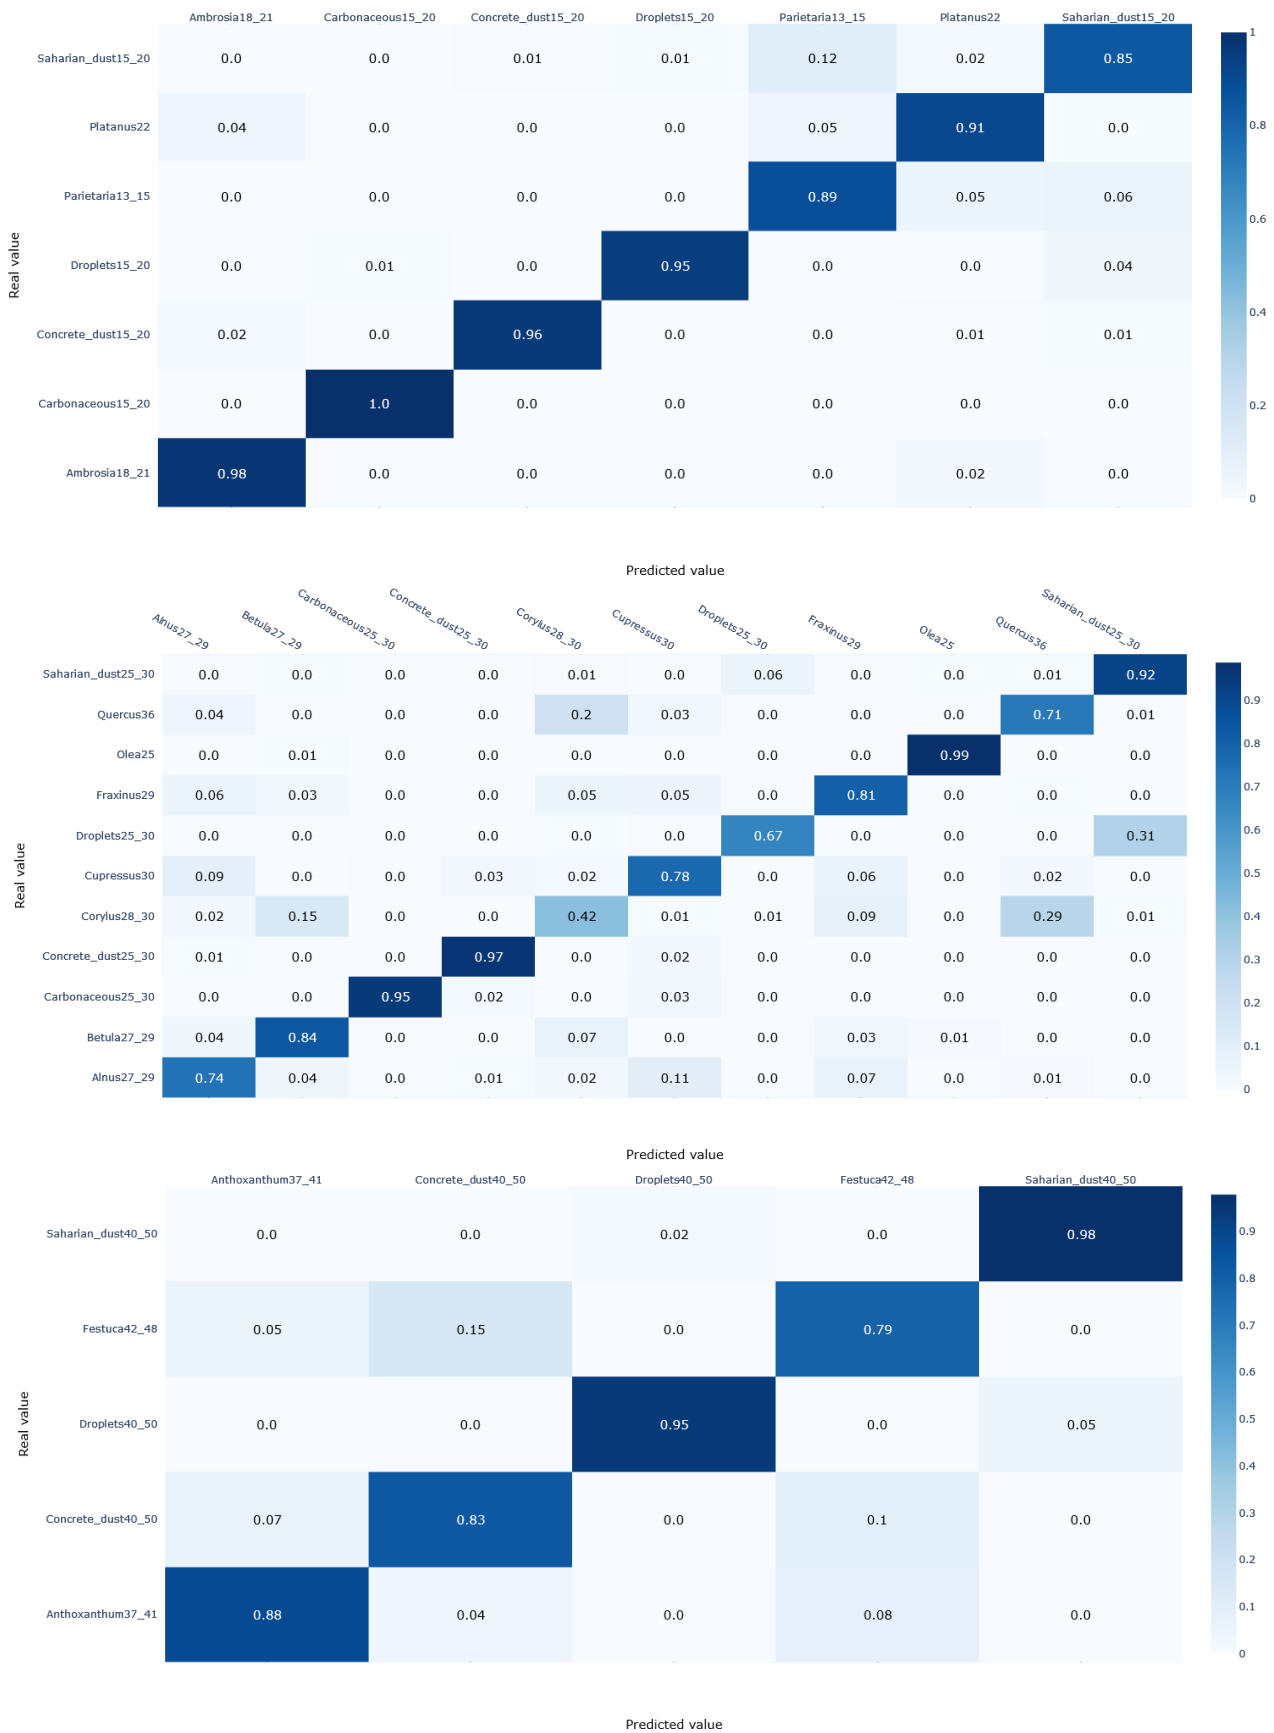 Ambrosia18_21 Carbonaceous15_20 Concrete_dust15_20 Droplets15_20 Parietaria13_15 Platanus22 Saharian_dust15_20
Saharian_dust15_20 0.0 0.0 0.01 0.01 0.12 0.02 0.85
Platanus22 0.04 0.0 0.0 0.0 0.05 0.91 0.0
Parietaria13_15 0.0 0.0 0.0 0.0 0.89 0.05 0.06
Droplets15_20 0.0 0.01 0.0 0.95 0.0 0.0 0.04
Concrete_dust15_20 0.02 0.0 0.96 0.0 0.0 0.01 0.01
Carbonaceous15_20 0.0 1.0 0.0 0.0 0.0 0.0 0.0
Ambrosia18_21 0.98 0.0 0.0 0.0 0.0 0.02 0.0
Real value
1
0.8
0.6
0.4
0.2
0
Predicted value
Alnus27_29 Betula27_29 Carbonaceous25_30 Concrete_dust25_30 Corylus28_30 Cupressus30 Droplets25_30 Fraxinus29 Olea25 Quercus36 Saharian_dust25_30
Saharian_dust25_30 0.0 0.0 0.0 0.0 0.01 0.0 0.06 0.0 0.0 0.01 0.92
Quercus36 0.04 0.0 0.0 0.0 0.2 0.03 0.0 0.0 0.0 0.71 0.01
Olea25 0.0 0.01 0.0 0.0 0.0 0.0 0.0 0.0 0.99 0.0 0.0
Fraxinus29 0.06 0.03 0.0 0.0 0.05 0.05 0.0 0.81 0.0 0.0 0.0
Droplets25_30 0.0 0.0 0.0 0.0 0.0 0.0 0.67 0.0 0.0 0.0 0.31
Cupressus30 0.09 0.0 0.0 0.03 0.02 0.78 0.0 0.06 0.0 0.02 0.0
Corylus28_30 0.02 0.15 0.0 0.0 0.42 0.01 0.01 0.09 0.0 0.29 0.01
Concrete_dust25_30 0.01 0.0 0.0 0.97 0.0 0.02 0.0 0.0 0.0 0.0 0.0
Carbonaceous25_30 0.0 0.0 0.95 0.02 0.0 0.03 0.0 0.0 0.0 0.0 0.0
Betula27_29 0.04 0.84 0.0 0.0 0.07 0.0 0.0 0.03 0.01 0.0 0.0
Alnus27_29 0.74 0.04 0.0 0.01 0.02 0.11 0.0 0.07 0.0 0.01 0.0
Real value
0.9
0.8
0.7
0.6
0.5
0.4
0.3
0.2
0.1
0
Predicted value
Anthoxanthum37_41 Concrete_dust40_50 Droplets40_50 Festuca42_48 Saharian_dust40_50
Saharian_dust40_50 0.0 0.0 0.02 0.0 0.98
Festuca42_48 0.05 0.15 0.0 0.79 0.0
Droplets40_50 0.0 0.0 0.95 0.0 0.05
Concrete_dust40_50 0.07 0.83 0.0 0.1 0.0
Anthoxanthum37_41 0.88 0.04 0.0 0.08 0.0
Real value
0.9
0.8
0.7
0.6
0.5
0.4
0.3
0.2
0.1
0
Predicted value